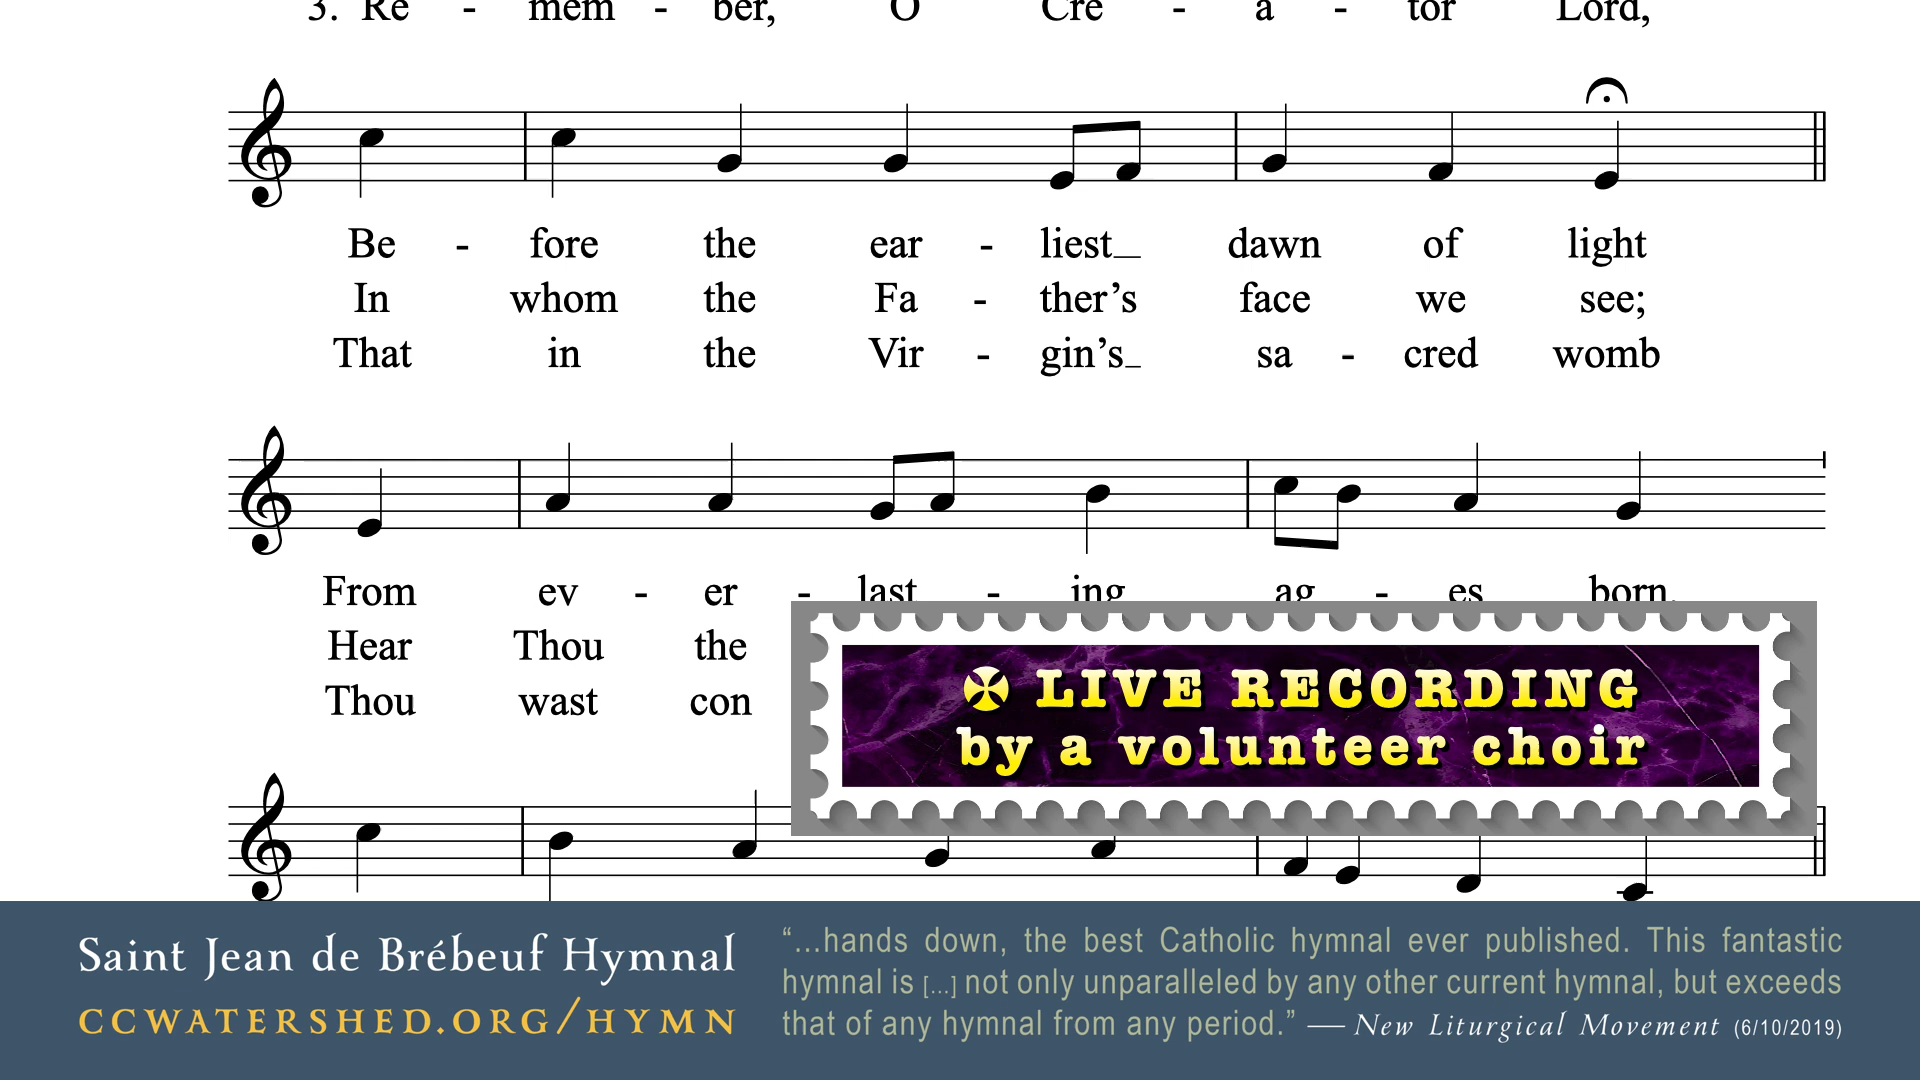 3. Re - mem - ber, O Cre - a - tor Lord,
Be - fore the ear - liest_ dawn of light
In whom the Fa - ther’s face we see;
That in the Vir - gin’s_ sa - cred womb
From ev - er - last - ing ag - es born.
Hear Thou the
Thou wast con
✠ LIVE RECORDING
by a volunteer choir
Saint Jean de Brébeuf Hymnal
CCWATERSHED.ORG/HYMN
“...hands down, the best Catholic hymnal ever published. This fantastic
hymnal is [...] not only unparalleled by any other current hymnal, but exceeds
that of any hymnal from any period.” — New Liturgical Movement (6/10/2019)